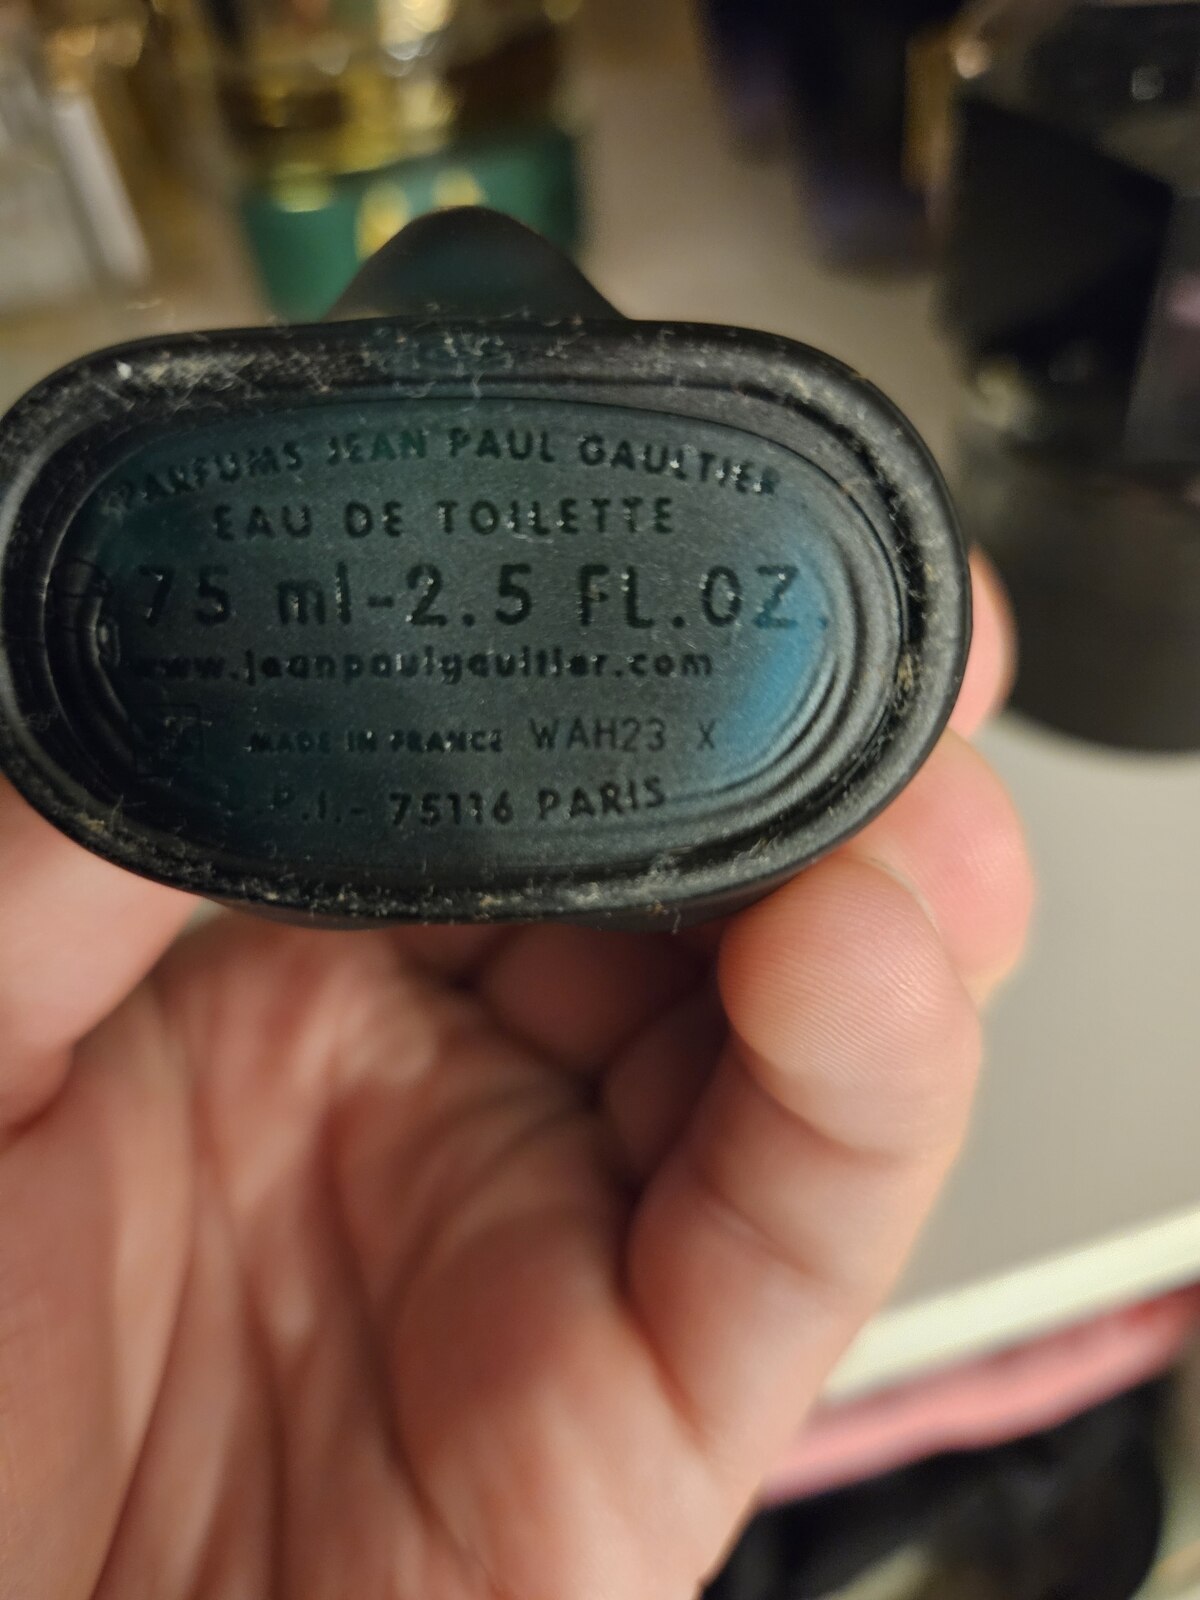 PARFUMS JEAN PAUL GAULTIER
EAU DE TOILETTE
75 ml-2.5 FL.OZ.
www.jeanpaulgaultier.com
MADE IN FRANCE WAH23 X
P.I.- 75116 PARIS